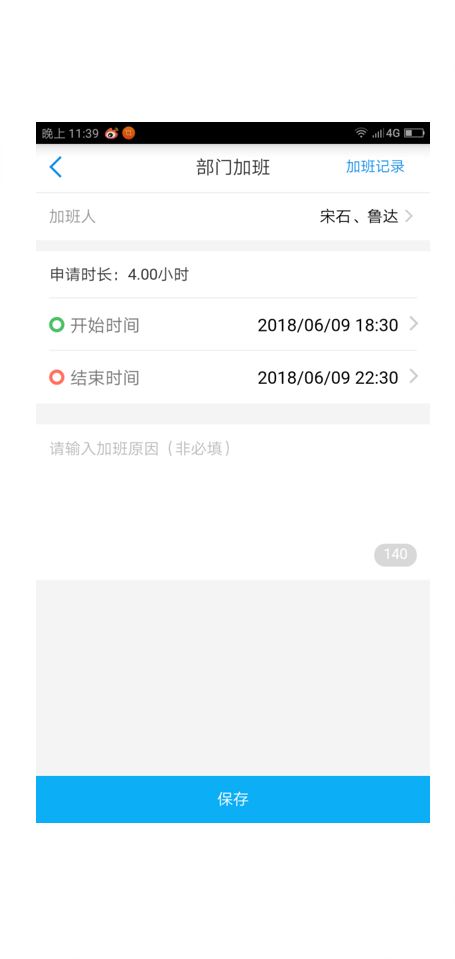 晚上 11:39 4G
部门加班 加班记录
加班人 宋石、鲁达
申请时长：4.00小时
开始时间 2018/06/09 18:30
结束时间 2018/06/09 22:30
请输入加班原因（非必填）
140
保存